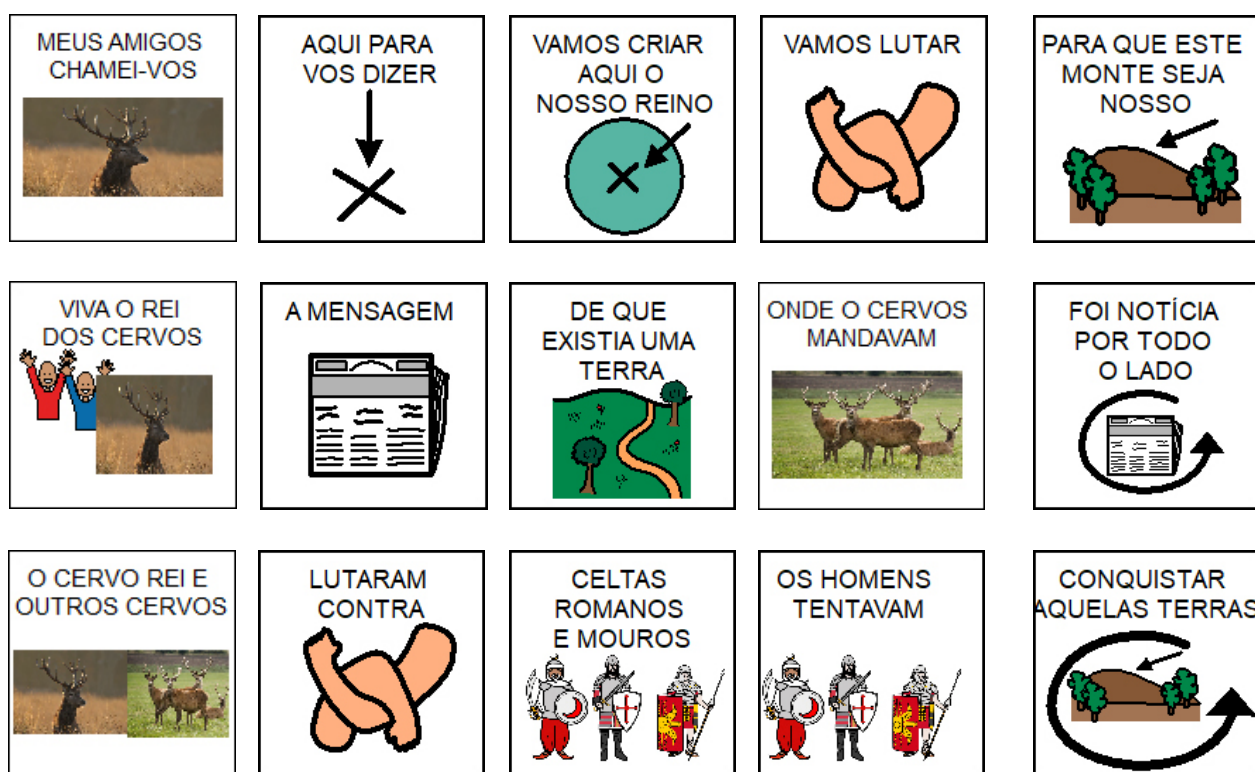 MEUS AMIGOS
CHAMEI-VOS
AQUI PARA
VOS DIZER
VAMOS CRIAR
AQUI O
NOSSO REINO
VAMOS LUTAR
PARA QUE ESTE
MONTE SEJA
NOSSO
VIVA O REI
DOS CERVOS
A MENSAGEM
DE QUE
EXISTIA UMA
TERRA
ONDE O CERVOS
MANDAVAM
FOI NOTÍCIA
POR TODO
O LADO
O CERVO REI E
OUTROS CERVOS
LUTARAM
CONTRA
CELTAS
ROMANOS
E MOUROS
OS HOMENS
TENTAVAM
CONQUISTAR
AQUELAS TERRAS